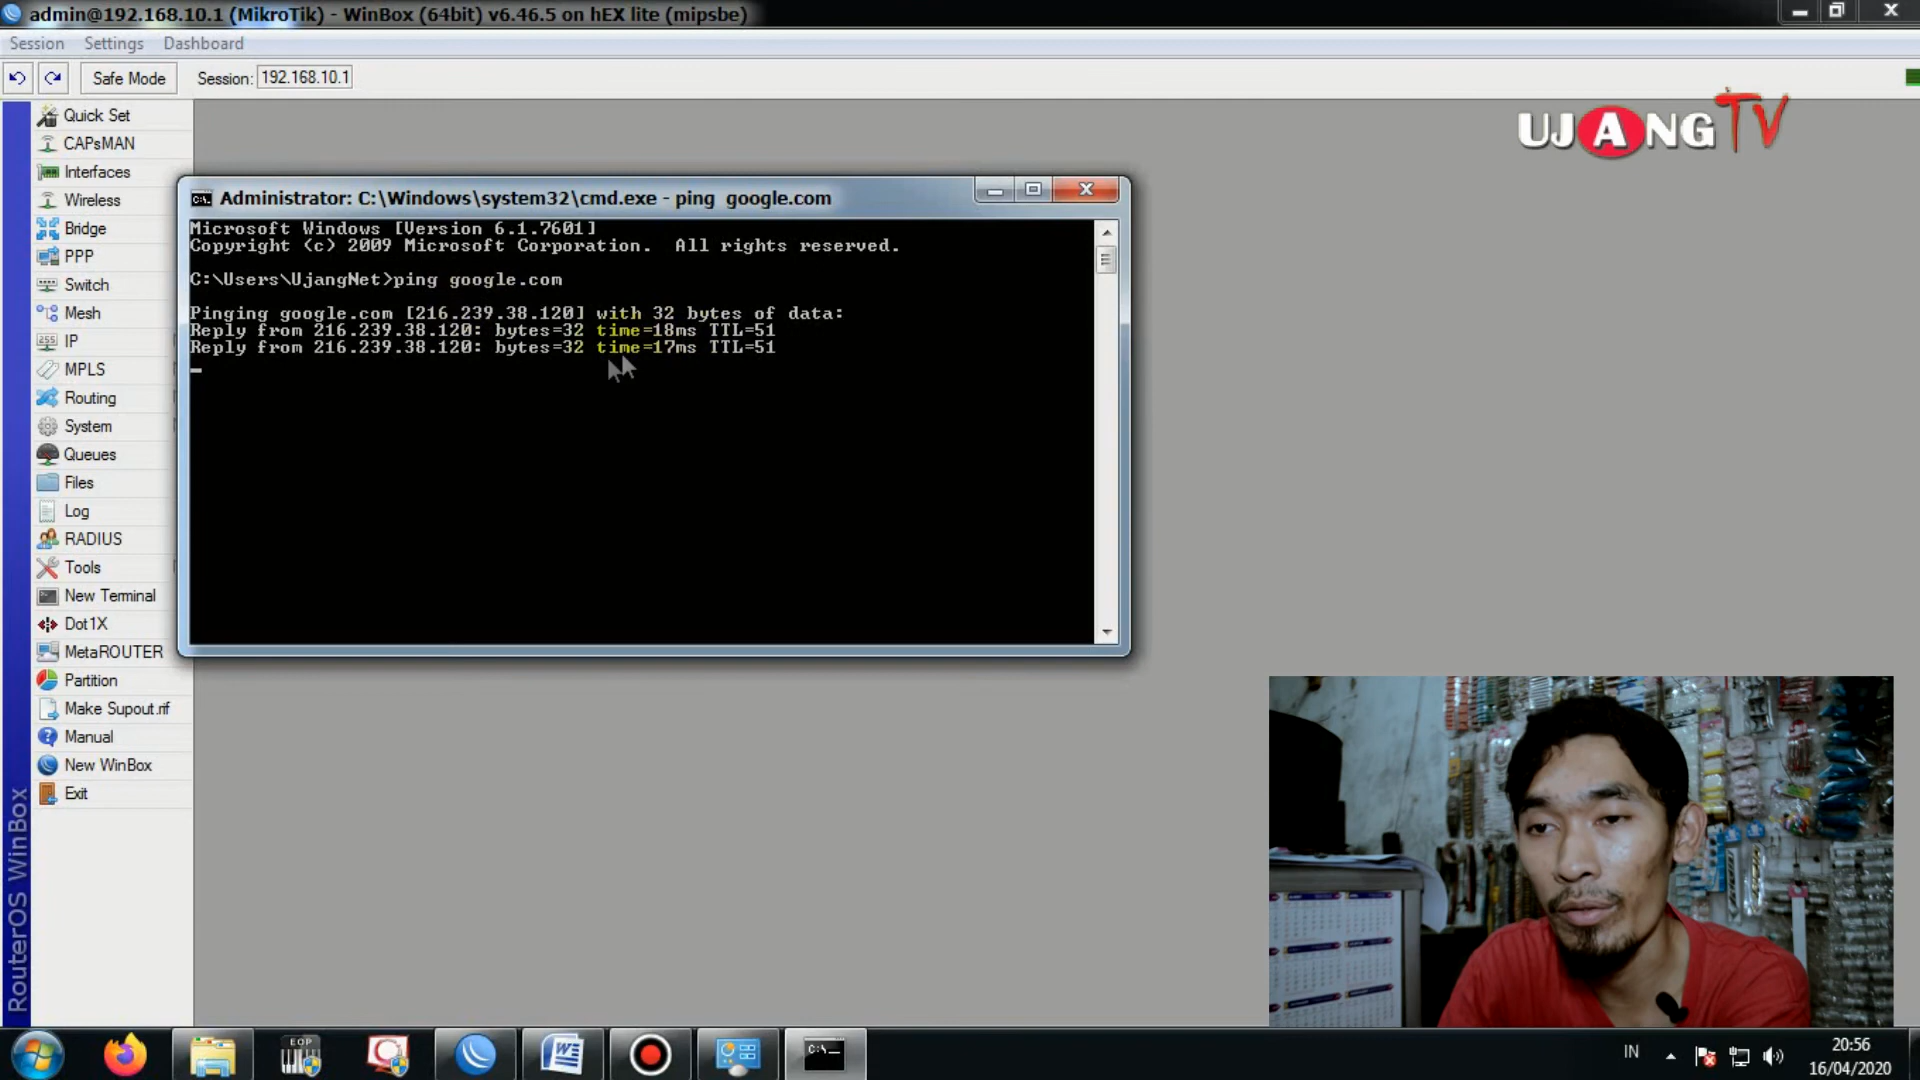 admin@192.168.10.1 (MikroTik) - WinBox (64bit) v6.46.5 on hEX lite (mipsbe)
Session Settings Dashboard
Safe Mode Session: 192.168.10.1
UJANG TV
Quick Set
CAPsMAN
Interfaces
Wireless
Bridge
PPP
Switch
Mesh
IP
MPLS
Routing
System
Queues
Files
Log
RADIUS
Tools
New Terminal
Dot1X
MetaROUTER
Partition
Make Supout.rif
Manual
New WinBox
Exit
RouterOS WinBox
Administrator: C:\Windows\system32\cmd.exe - ping google.com
Microsoft Windows [Version 6.1.7601]
Copyright (c) 2009 Microsoft Corporation. All rights reserved.
C:\Users\UjangNet>ping google.com
Pinging google.com [216.239.38.120] with 32 bytes of data:
Reply from 216.239.38.120: bytes=32 time=18ms TTL=51
Reply from 216.239.38.120: bytes=32 time=17ms TTL=51
EOP
IN
20:56
16/04/2020